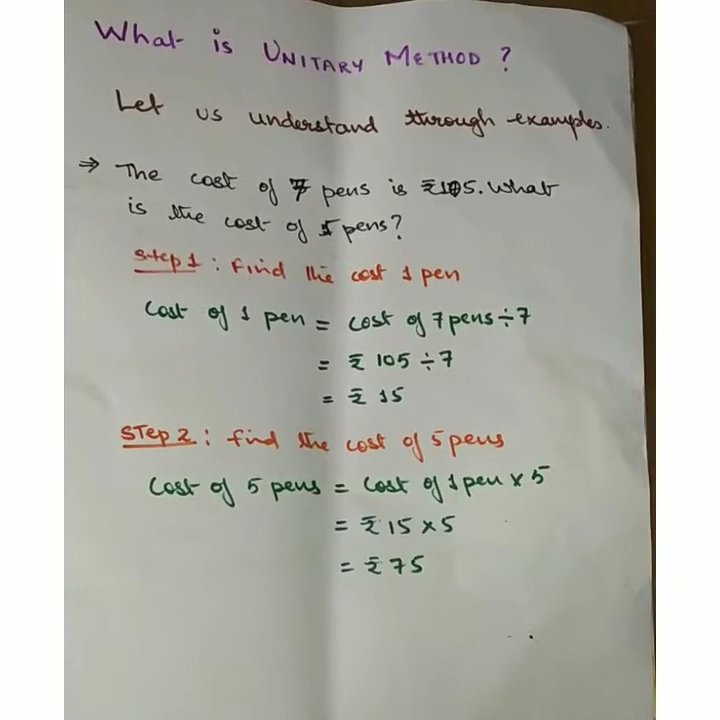 What is UNITARY METHOD ?
Let us understand through examples.
⇒ The cost of 7 pens is ₹105. What
is the cost of 5 pens?
Step 1 : Find the cost 1 pen
Cost of 1 pen = cost of 7 pens ÷ 7
= ₹ 105 ÷ 7
= ₹ 15
STep 2 : find the cost of 5 pens
Cost of 5 pens = cost of 1 pen × 5
= ₹ 15 × 5
= ₹ 75